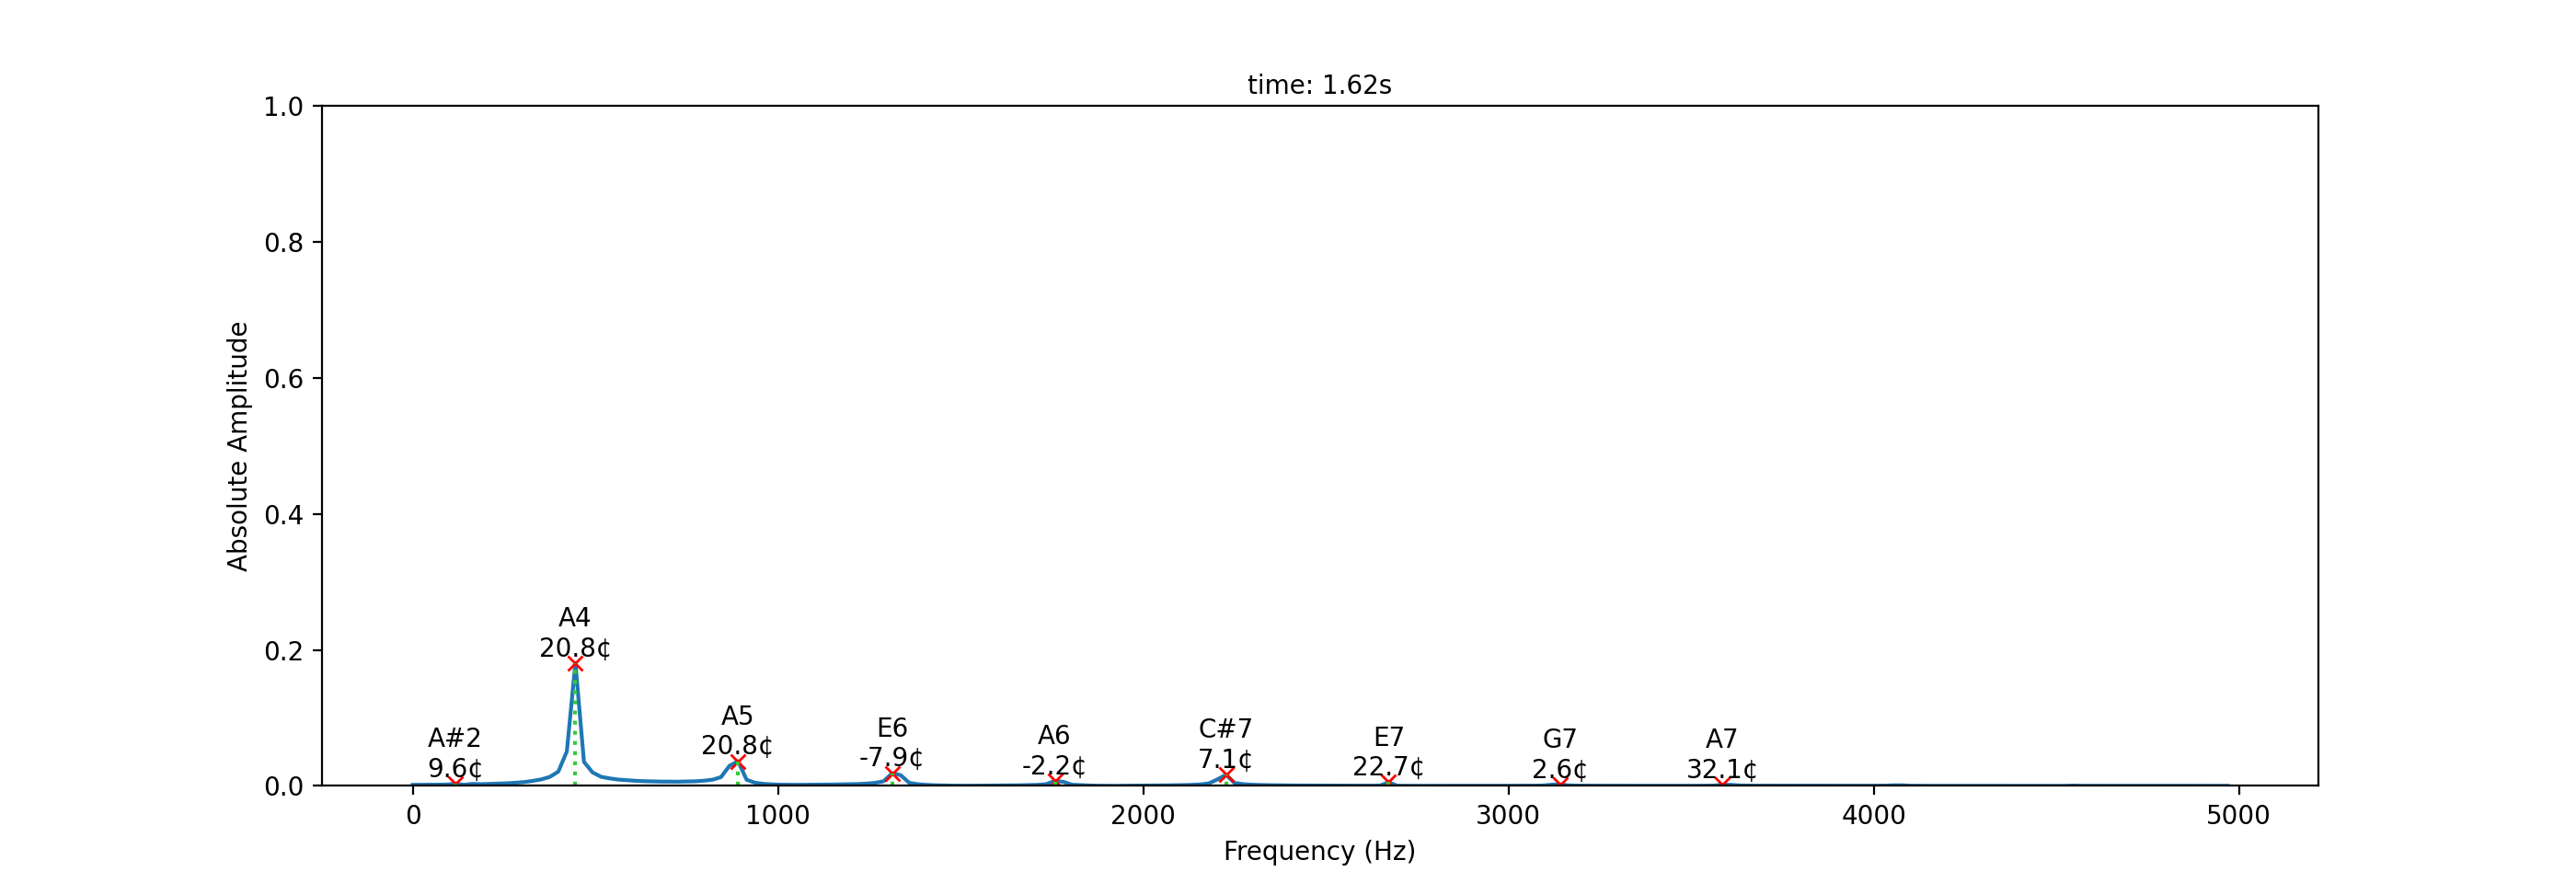 time: 1.62s
1.0
0.8
0.6
0.4
0.2
0.0
Absolute Amplitude
A#2
9.6¢
A4
20.8¢
A5
20.8¢
E6
-7.9¢
A6
-2.2¢
C#7
7.1¢
E7
22.7¢
G7
2.6¢
A7
32.1¢
0 1000 2000 3000 4000 5000
Frequency (Hz)